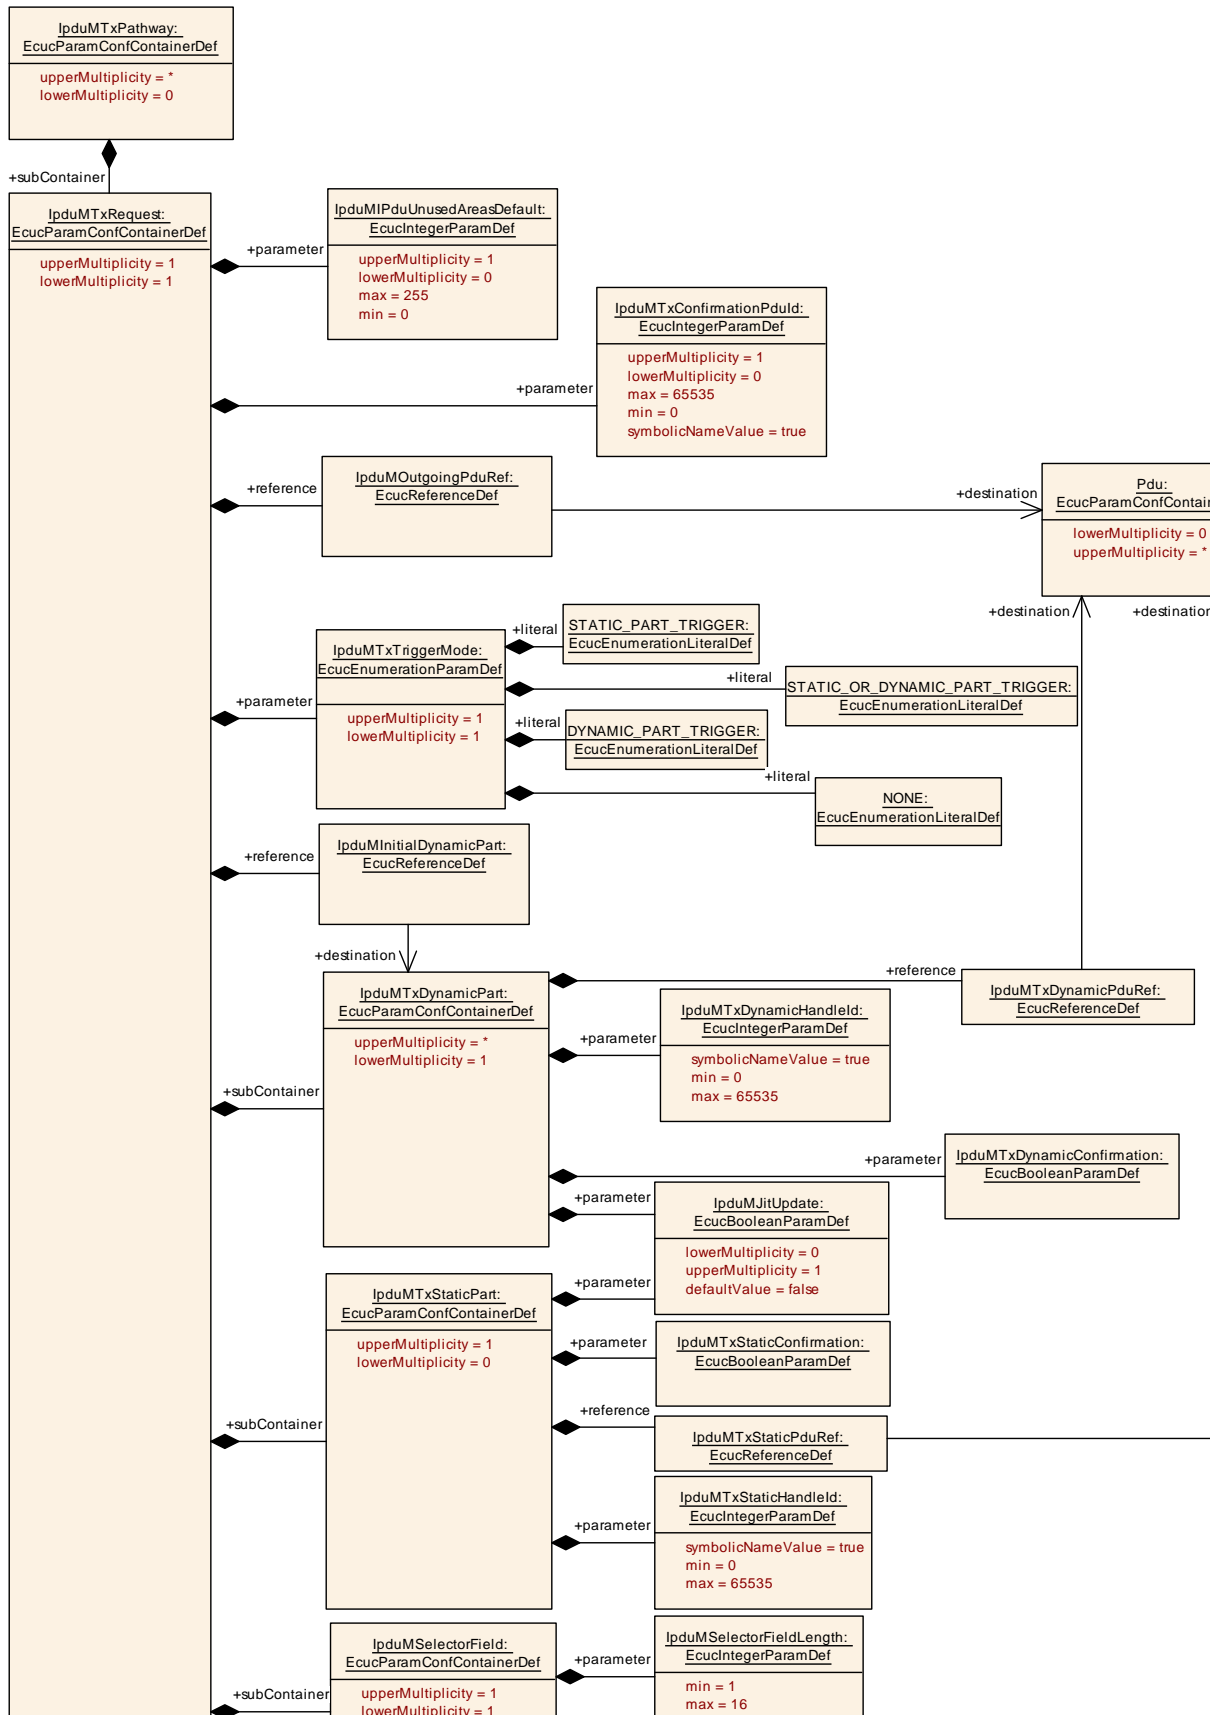 IpduMTxPathway:
EcucParamConfContainerDef
upperMultiplicity = *
lowerMultiplicity = 0
+subContainer
IpduMTxRequest:
EcucParamConfContainerDef
upperMultiplicity = 1
lowerMultiplicity = 1
+parameter
IpduMIPduUnusedAreasDefault:
EcucIntegerParamDef
upperMultiplicity = 1
lowerMultiplicity = 0
max = 255
min = 0
+parameter
IpduMTxConfirmationPduId:
EcucIntegerParamDef
upperMultiplicity = 1
lowerMultiplicity = 0
max = 65535
min = 0
symbolicNameValue = true
+reference
IpduMOutgoingPduRef:
EcucReferenceDef
+destination
Pdu:
EcucParamConfContain
lowerMultiplicity = 0
upperMultiplicity = *
+destination
+destination
+parameter
IpduMTxTriggerMode:
EcucEnumerationParamDef
upperMultiplicity = 1
lowerMultiplicity = 1
+literal
STATIC_PART_TRIGGER:
EcucEnumerationLiteralDef
+literal
STATIC_OR_DYNAMIC_PART_TRIGGER:
EcucEnumerationLiteralDef
+literal
DYNAMIC_PART_TRIGGER:
EcucEnumerationLiteralDef
+literal
NONE:
EcucEnumerationLiteralDef
+reference
IpduMInitialDynamicPart:
EcucReferenceDef
+destination
+subContainer
IpduMTxDynamicPart:
EcucParamConfContainerDef
upperMultiplicity = *
lowerMultiplicity = 1
+reference
IpduMTxDynamicPduRef:
EcucReferenceDef
+parameter
IpduMTxDynamicHandleId:
EcucIntegerParamDef
symbolicNameValue = true
min = 0
max = 65535
+parameter
IpduMTxDynamicConfirmation:
EcucBooleanParamDef
+parameter
IpduMJitUpdate:
EcucBooleanParamDef
lowerMultiplicity = 0
upperMultiplicity = 1
defaultValue = false
+subContainer
IpduMTxStaticPart:
EcucParamConfContainerDef
upperMultiplicity = 1
lowerMultiplicity = 0
+parameter
+parameter
IpduMTxStaticConfirmation:
EcucBooleanParamDef
+reference
IpduMTxStaticPduRef:
EcucReferenceDef
+parameter
IpduMTxStaticHandleId:
EcucIntegerParamDef
symbolicNameValue = true
min = 0
max = 65535
+subContainer
IpduMSelectorField:
EcucParamConfContainerDef
upperMultiplicity = 1
lowerMultiplicity = 1
+parameter
IpduMSelectorFieldLength:
EcucIntegerParamDef
min = 1
max = 16